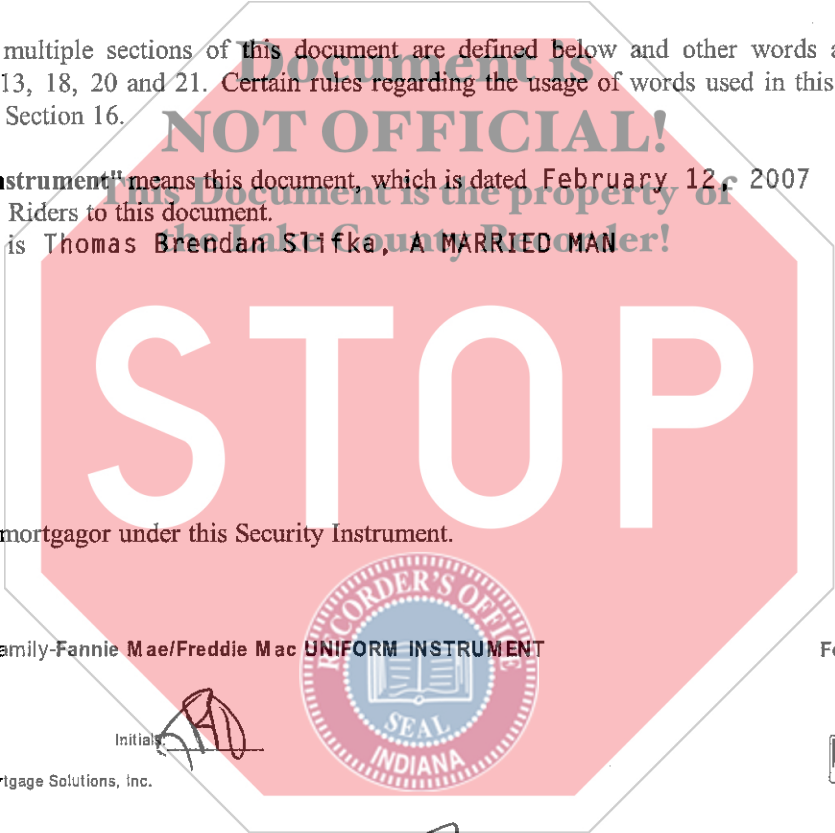 multiple sections of this document are defined below and other words a
Document is
13, 18, 20 and 21. Certain rules regarding the usage of words used in this
Section 16.
NOT OFFICIAL!
nstrument" means this document, which is dated February 12, 2007
This Document is the property of
Riders to this document.
is Thomas Brendan Slifka, A MARRIED MAN
the Lake County Recorder!
STOP
mortgagor under this Security Instrument.
RECORDER'S OFFICE
SEAL
INDIANA
amily-Fannie Mae/Freddie Mac UNIFORM INSTRUMENT
Fo
Initials:
rtgage Solutions, Inc.